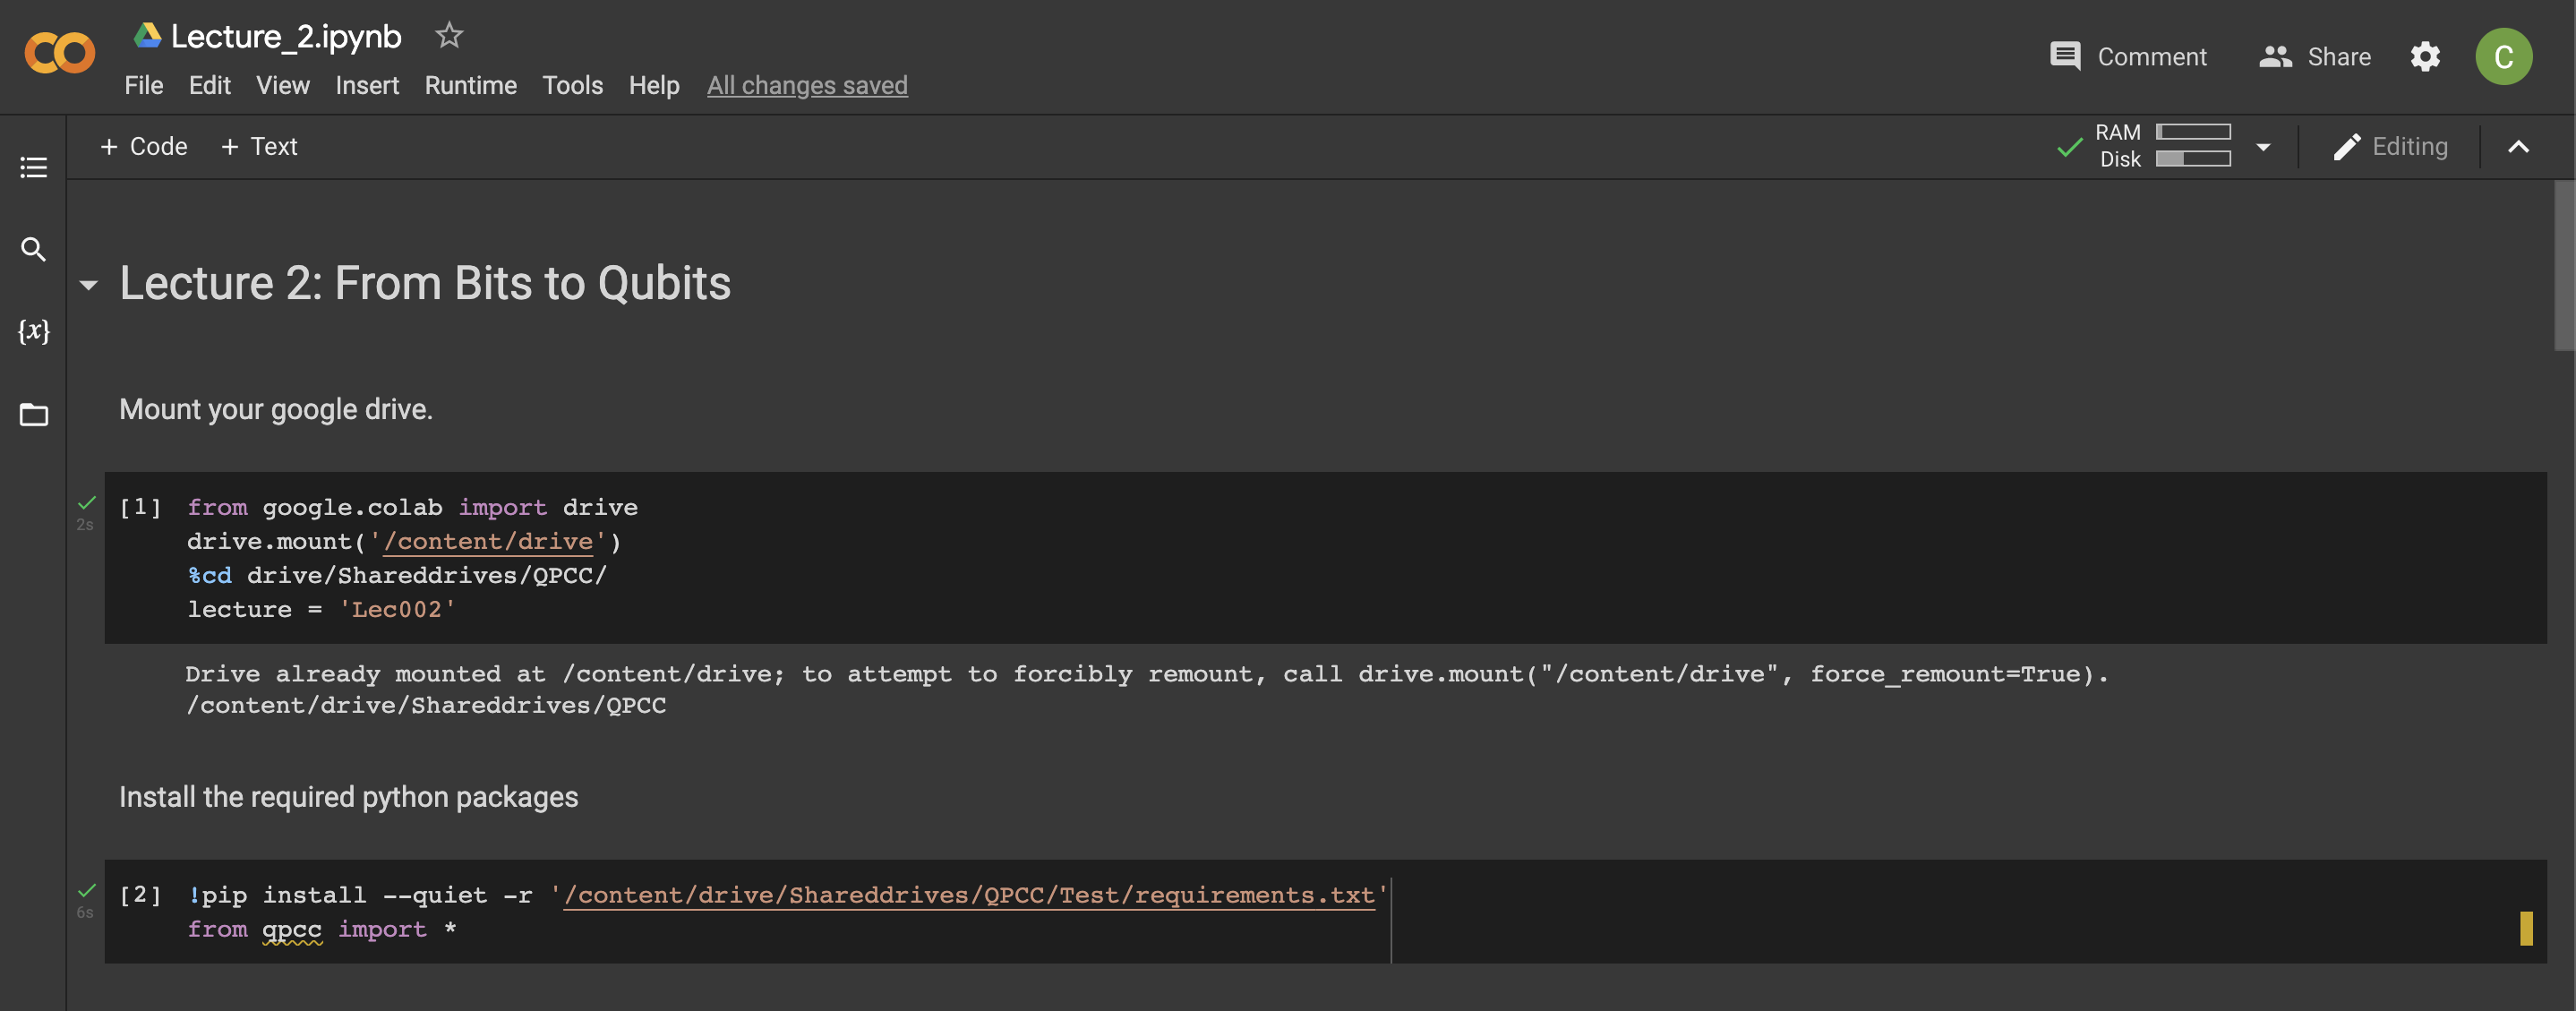 Lecture_2.ipynb
Comment
Share
C
File Edit View Insert Runtime Tools Help All changes saved
+ Code + Text
RAM
Disk
Editing
{x}
Lecture 2: From Bits to Qubits
Mount your google drive.
2s
[1] from google.colab import drive
drive.mount('/content/drive')
%cd drive/Shareddrives/QPCC/
lecture = 'Lec002'
Drive already mounted at /content/drive; to attempt to forcibly remount, call drive.mount("/content/drive", force_remount=True).
/content/drive/Shareddrives/QPCC
Install the required python packages
6s
[2] !pip install --quiet -r '/content/drive/Shareddrives/QPCC/Test/requirements.txt'
from qpcc import *